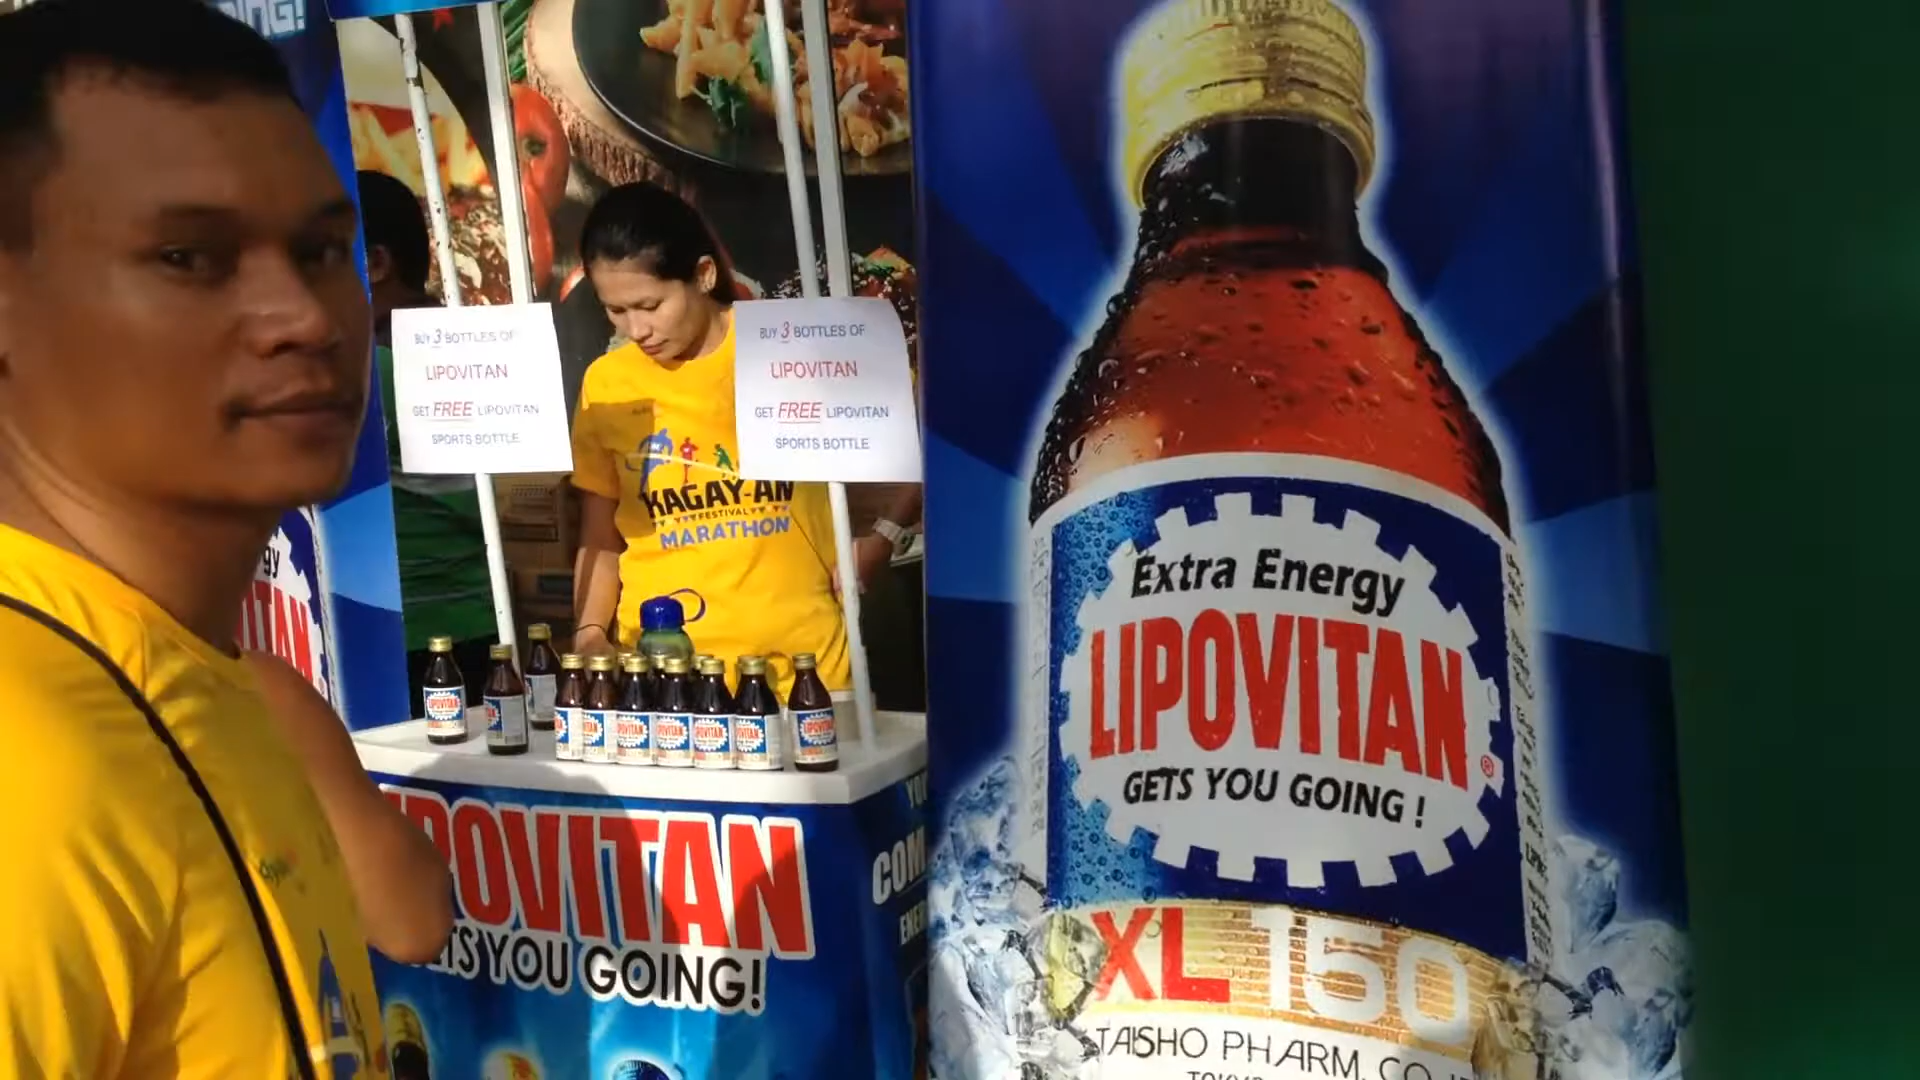 BUY 3 BOTTLES OF
LIPOVITAN
GET FREE LIPOVITAN
SPORTS BOTTLE
BUY 3 BOTTLES OF
LIPOVITAN
GET FREE LIPOVITAN
SPORTS BOTTLE
KAGAY-AN
FESTIVAL
MARATHON
LIPOVITAN
LIPOVITAN
YOU GOING!
Extra Energy
LIPOVITAN®
GETS YOU GOING !
XL 150
TAISHO PHARM. CO.